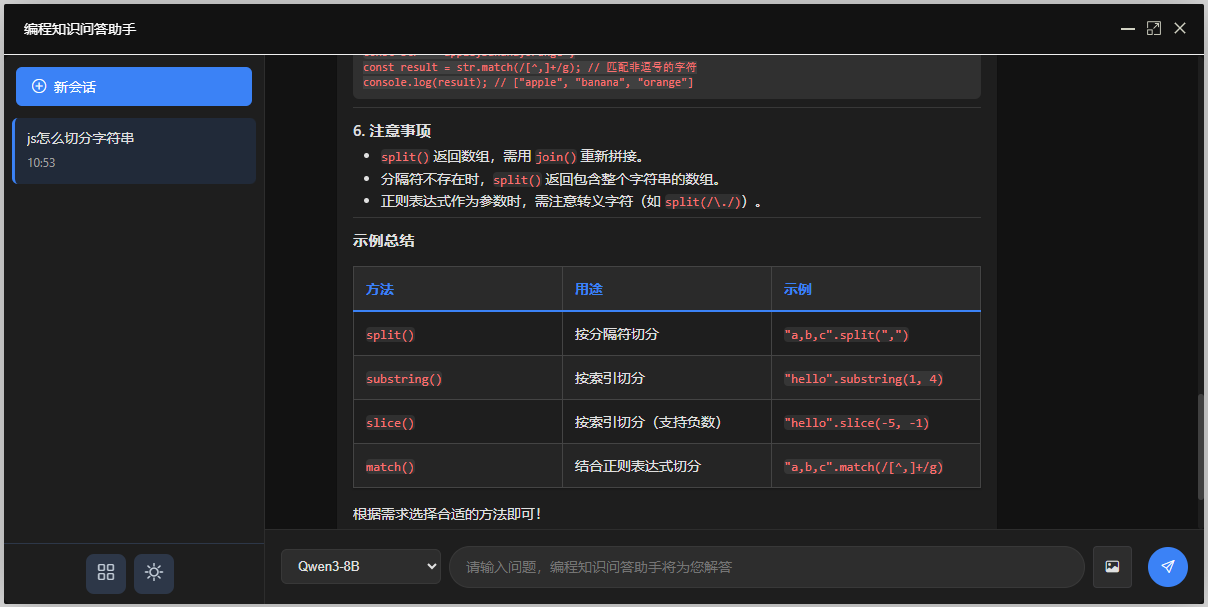 编程知识问答助手
新会话
js怎么切分字符串
10:53
const result = str.match(/[^,]+/g); // 匹配非逗号的字符
console.log(result); // ["apple", "banana", "orange"]
6. 注意事项
split() 返回数组，需用 join() 重新拼接。
分隔符不存在时，split() 返回包含整个字符串的数组。
正则表达式作为参数时，需注意转义字符（如 split(/\./)）。
示例总结
方法 用途 示例
split() 按分隔符切分 "a,b,c".split(",")
substring() 按索引切分 "hello".substring(1, 4)
slice() 按索引切分（支持负数） "hello".slice(-5, -1)
match() 结合正则表达式切分 "a,b,c".match(/[^,]+/g)
根据需求选择合适的方法即可！
Qwen3-8B
请输入问题，编程知识问答助手将为您解答